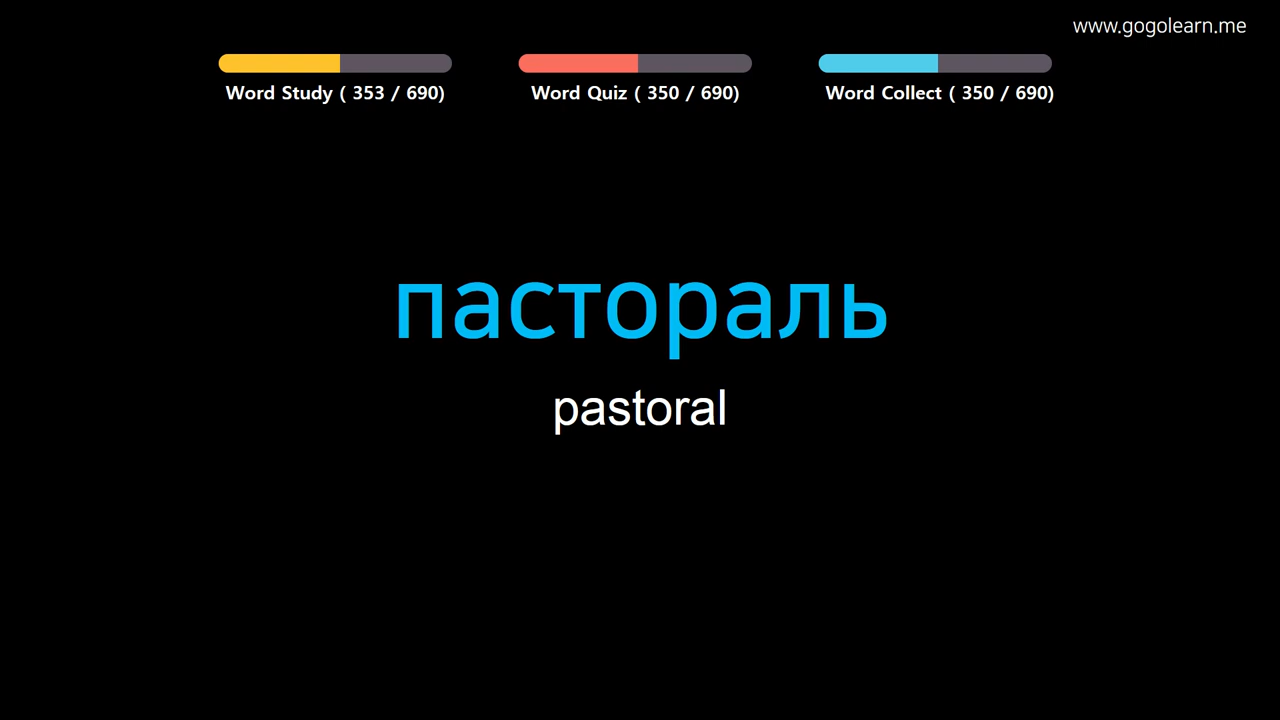 www.gogolearn.me
Word Study ( 353 / 690)
Word Quiz ( 350 / 690)
Word Collect ( 350 / 690)
пастораль
pastoral